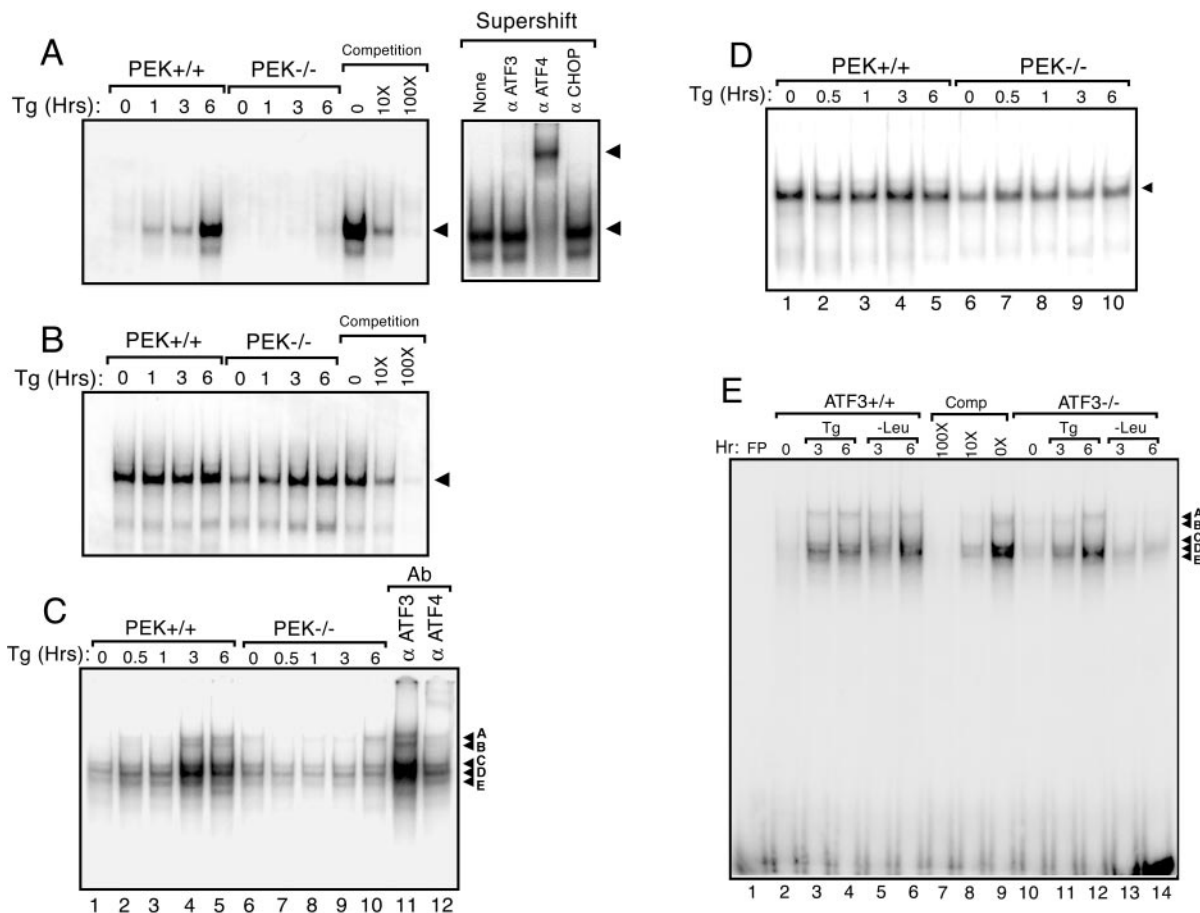 A
PEK+/+ PEK-/- Competition
Tg (Hrs): 0 1 3 6 0 1 3 6 0 10X 100X
Supershift
None α ATF3 α ATF4 α CHOP
B
PEK+/+ PEK-/- Competition
Tg (Hrs): 0 1 3 6 0 1 3 6 0 10X 100X
C
PEK+/+ PEK-/- Ab
Tg (Hrs): 0 0.5 1 3 6 0 0.5 1 3 6 α ATF3 α ATF4
A
B
C
D
E
1 2 3 4 5 6 7 8 9 10 11 12
D
PEK+/+ PEK-/-
Tg (Hrs): 0 0.5 1 3 6 0 0.5 1 3 6
1 2 3 4 5 6 7 8 9 10
E
ATF3+/+ Comp ATF3-/-
Tg -Leu Tg -Leu
Hr: FP 0 3 6 3 6 100X 10X 0X 0 3 6 3 6
A
B
C
D
E
1 2 3 4 5 6 7 8 9 10 11 12 13 14